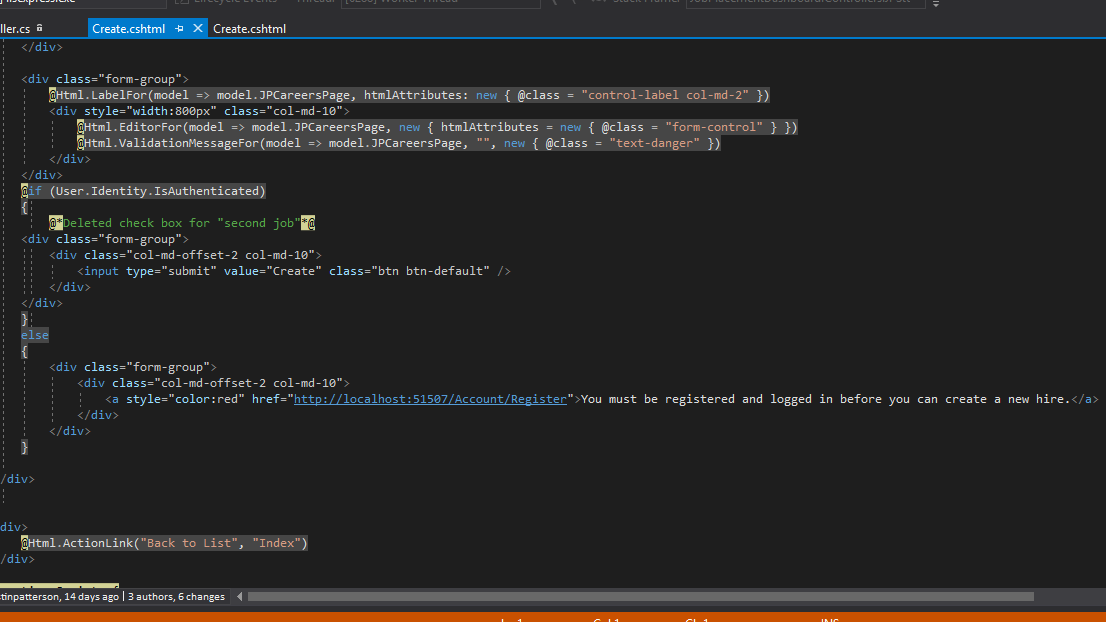 ller.cs
Create.cshtml
Create.cshtml
</div>
<div class="form-group">
@Html.LabelFor(model => model.JPCareersPage, htmlAttributes: new { @class = "control-label col-md-2" })
<div style="width:800px" class="col-md-10">
@Html.EditorFor(model => model.JPCareersPage, new { htmlAttributes = new { @class = "form-control" } })
@Html.ValidationMessageFor(model => model.JPCareersPage, "", new { @class = "text-danger" })
</div>
</div>
@if (User.Identity.IsAuthenticated)
{
@*Deleted check box for "second job"*@
<div class="form-group">
<div class="col-md-offset-2 col-md-10">
<input type="submit" value="Create" class="btn btn-default" />
</div>
</div>
}
else
{
<div class="form-group">
<div class="col-md-offset-2 col-md-10">
<a style="color:red" href="http://localhost:51507/Account/Register">You must be registered and logged in before you can create a new hire.</a>
</div>
</div>
}
/div>
div>
@Html.ActionLink("Back to List", "Index")
/div>
stinpatterson, 14 days ago | 3 authors, 6 changes